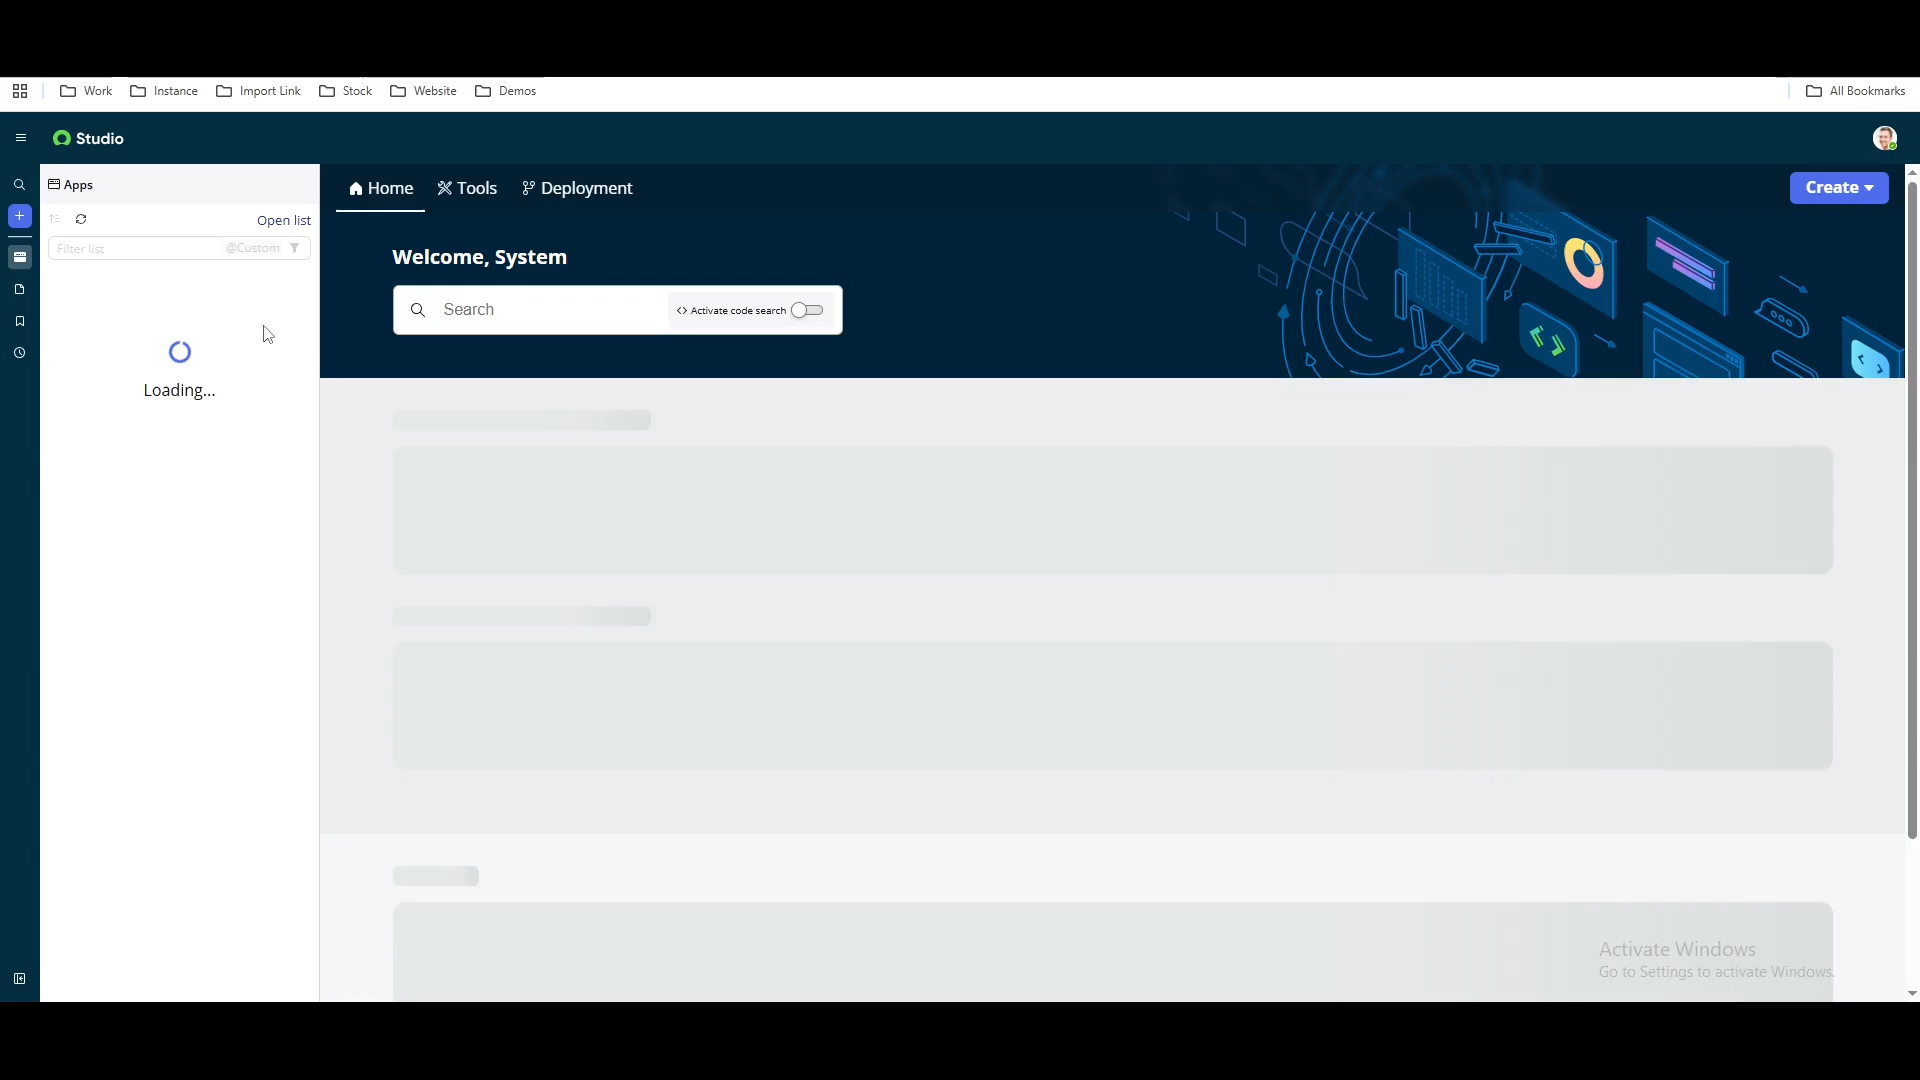 Work Instance Import Link Stock Website Demos All Bookmarks
Studio
Apps
Open list
Filter list @Custom
Loading...
Home Tools Deployment Create
Welcome, System
Search <> Activate code search
Activate Windows
Go to Settings to activate Windows.